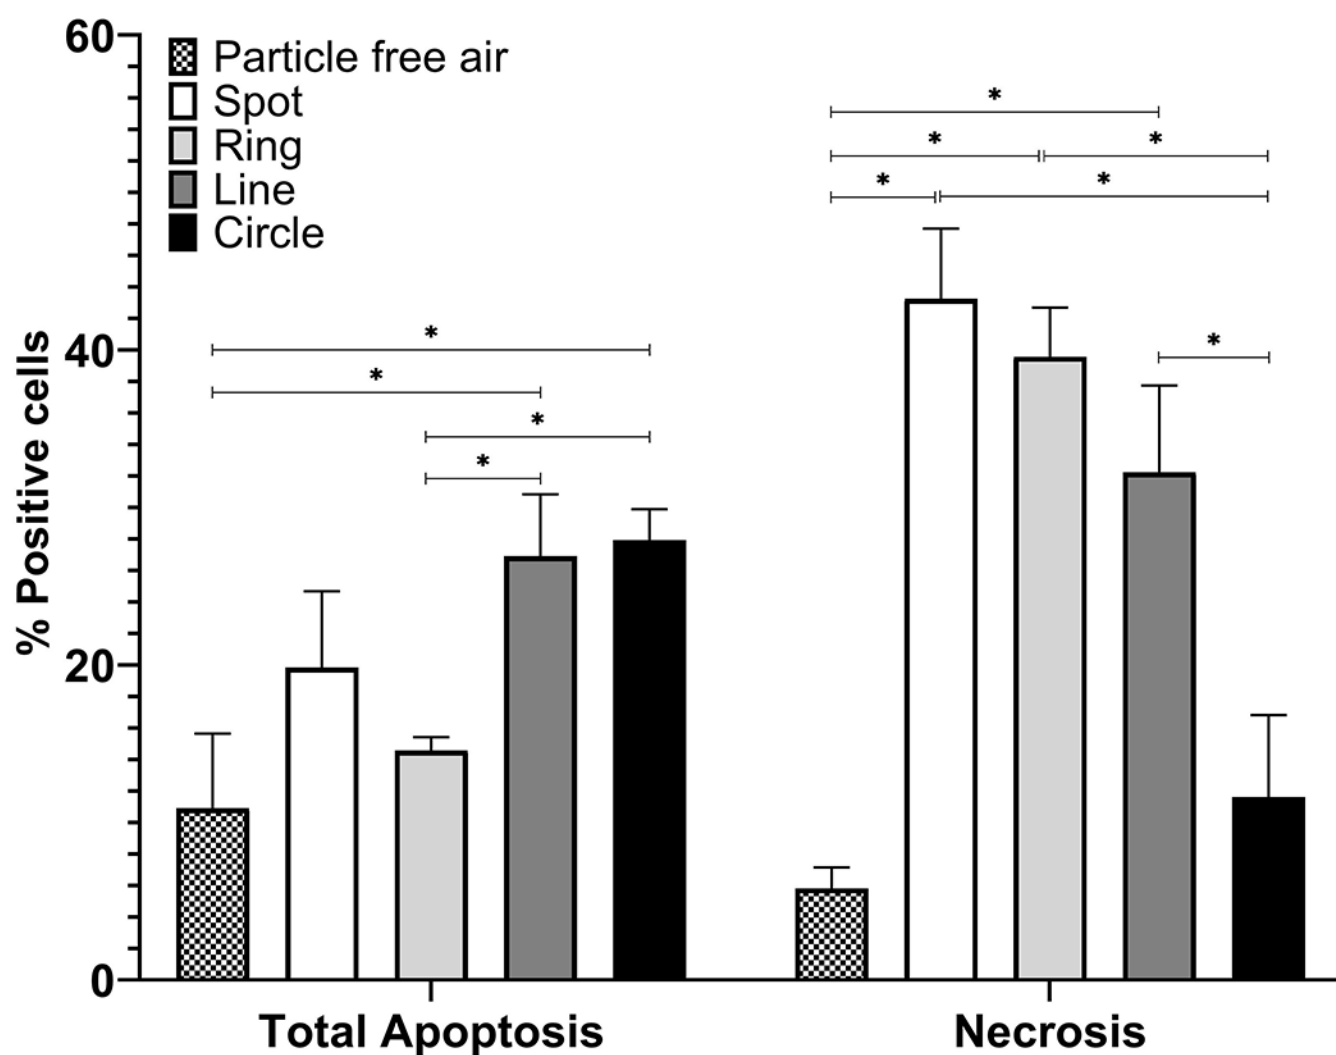 60
Particle free air
Spot
Ring
Line
Circle
* 
* *
* *
*
*
*
*
*
40
20
0
% Positive cells
Total Apoptosis
Necrosis